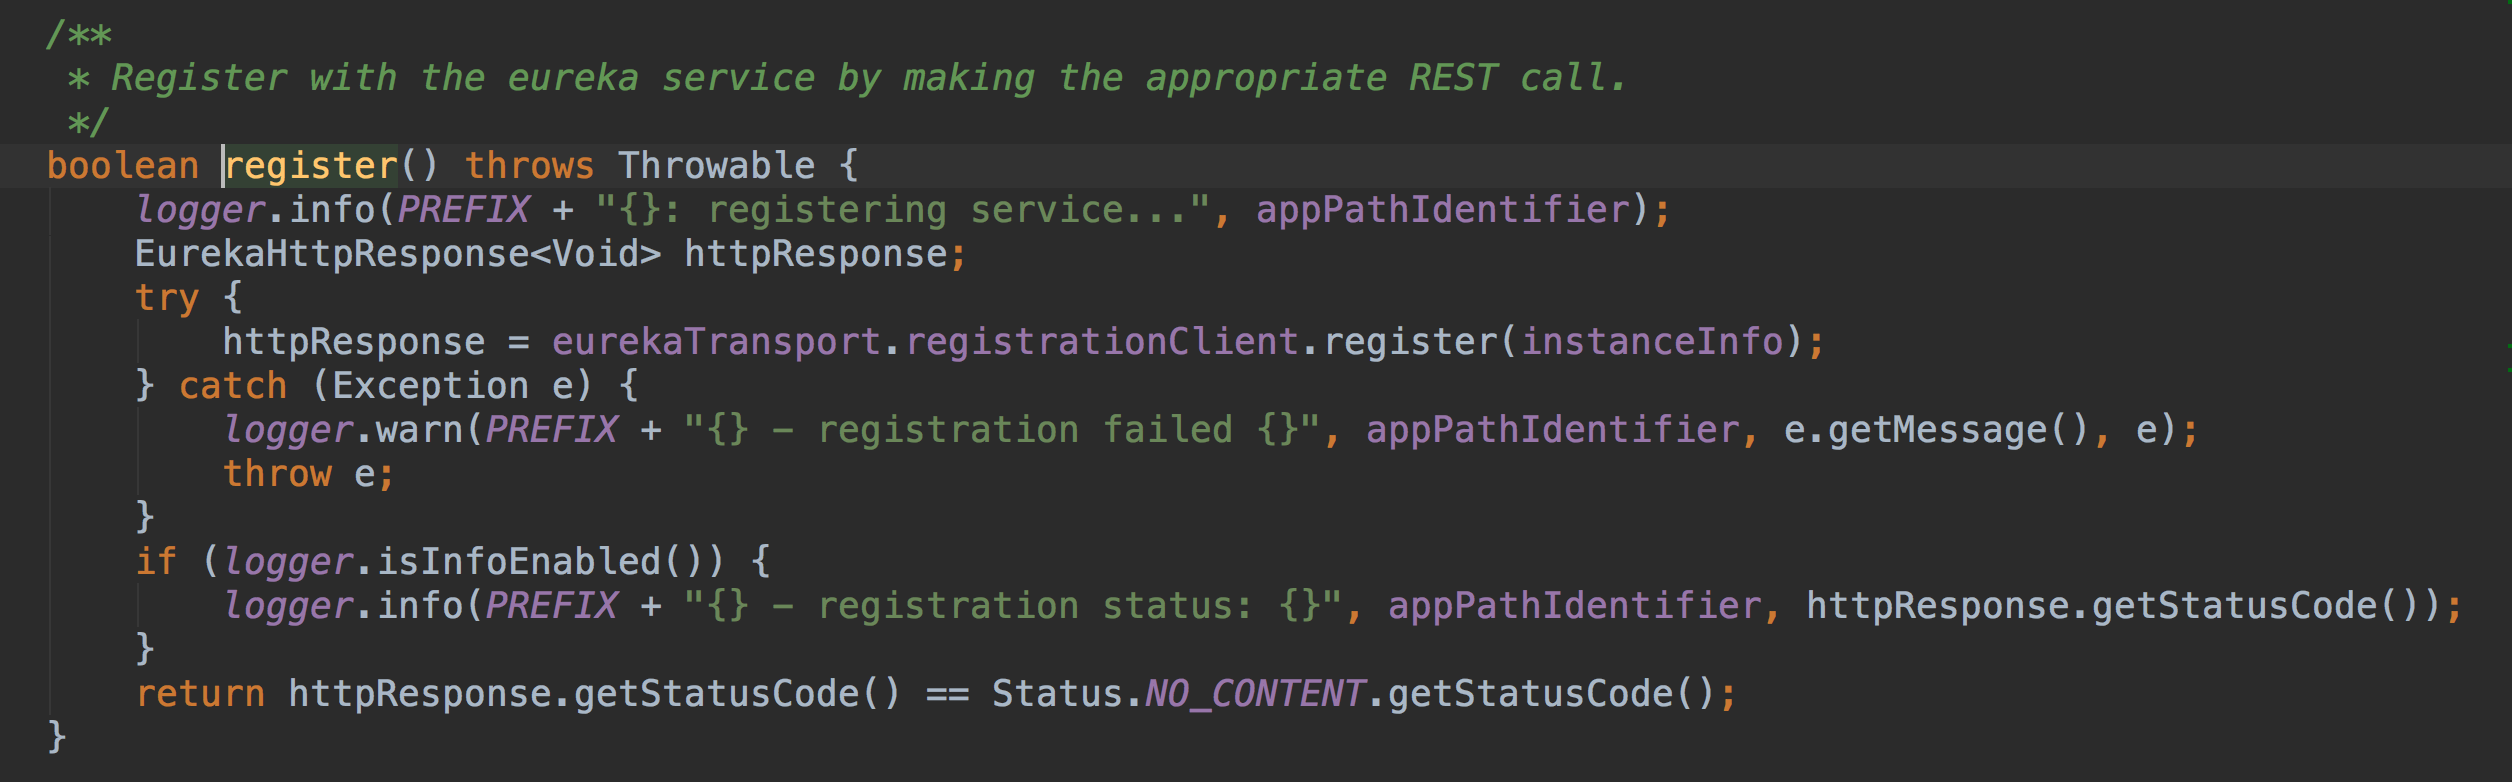 /**
 * Register with the eureka service by making the appropriate REST call.
 */
boolean register() throws Throwable {
    logger.info(PREFIX + "{}: registering service...", appPathIdentifier);
    EurekaHttpResponse<Void> httpResponse;
    try {
        httpResponse = eurekaTransport.registrationClient.register(instanceInfo);
    } catch (Exception e) {
        logger.warn(PREFIX + "{} - registration failed {}", appPathIdentifier, e.getMessage(), e);
        throw e;
    }
    if (logger.isInfoEnabled()) {
        logger.info(PREFIX + "{} - registration status: {}", appPathIdentifier, httpResponse.getStatusCode());
    }
    return httpResponse.getStatusCode() == Status.NO_CONTENT.getStatusCode();
}